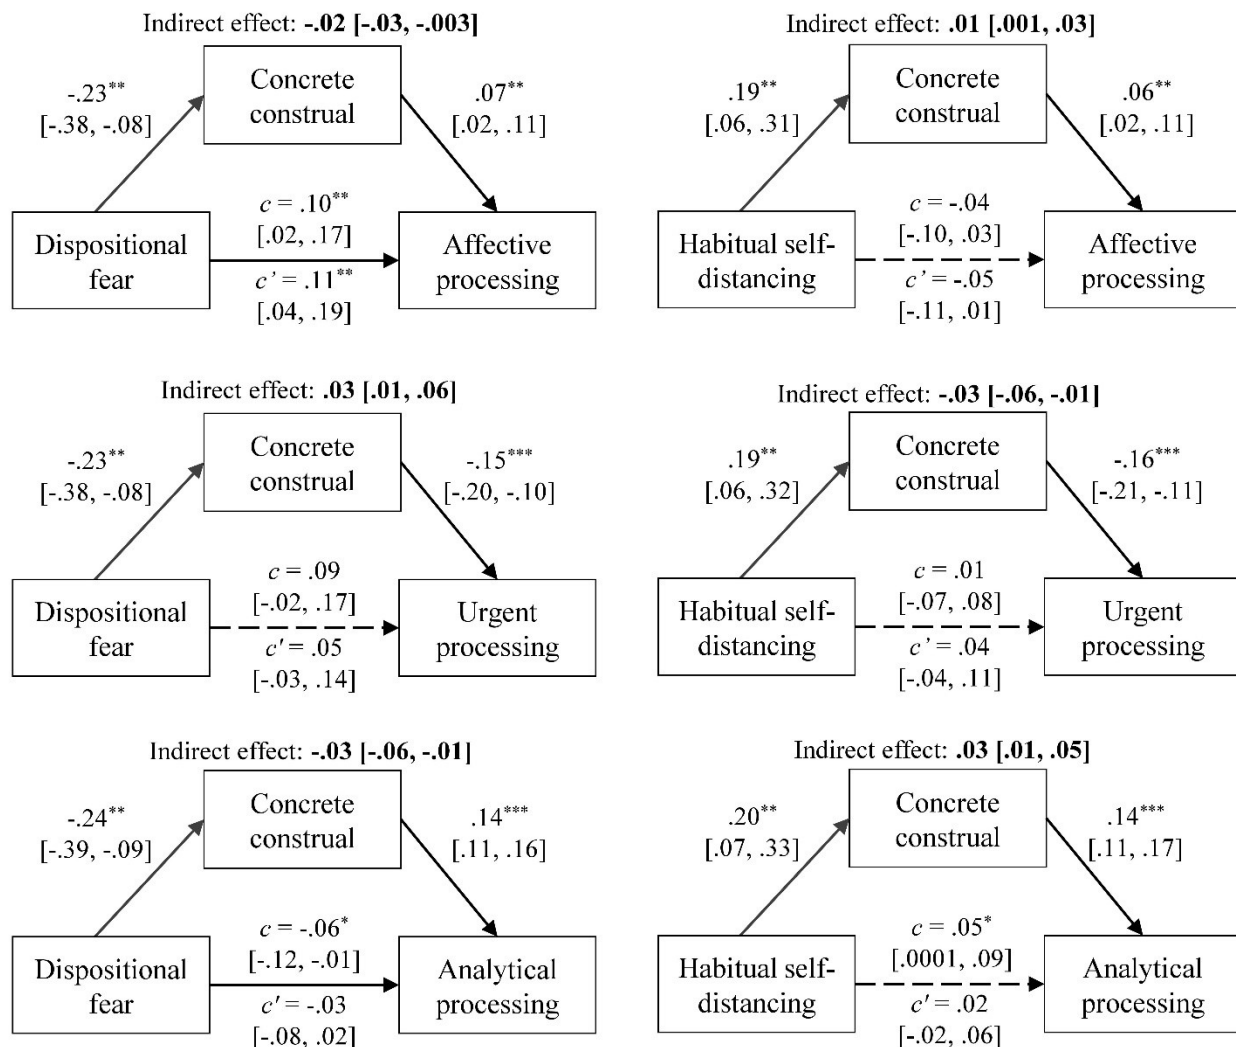 Indirect effect: -.02 [-.03, -.003]
Concrete
construal
-.23**
[-.38, -.08]
.07**
[.02, .11]
c = .10**
[.02, .17]
Dispositional
fear
Affective
processing
c’ = .11**
[.04, .19]
Indirect effect: .01 [.001, .03]
Concrete
construal
.19**
[.06, .31]
.06**
[.02, .11]
c = -.04
[-.10, .03]
Habitual self-
distancing
Affective
processing
c’ = -.05
[-.11, .01]
Indirect effect: .03 [.01, .06]
Concrete
construal
-.23**
[-.38, -.08]
-.15***
[-.20, -.10]
c = .09
[-.02, .17]
Dispositional
fear
Urgent
processing
c' = .05
[-.03, .14]
Indirect effect: -.03 [-.06, -.01]
Concrete
construal
.19**
[.06, .32]
-.16***
[-.21, -.11]
c = .01
[-.07, .08]
Habitual self-
distancing
Urgent
processing
c’ = .04
[-.04, .11]
Indirect effect: -.03 [-.06, -.01]
Concrete
construal
-.24**
[-.39, -.09]
.14***
[.11, .16]
c = -.06*
[-.12, -.01]
Dispositional
fear
Analytical
processing
c' = -.03
[-.08, .02]
Indirect effect: .03 [.01, .05]
Concrete
construal
.20**
[.07, .33]
.14***
[.11, .17]
c = .05*
[.0001, .09]
Habitual self-
distancing
Analytical
processing
c' = .02
[-.02, .06]